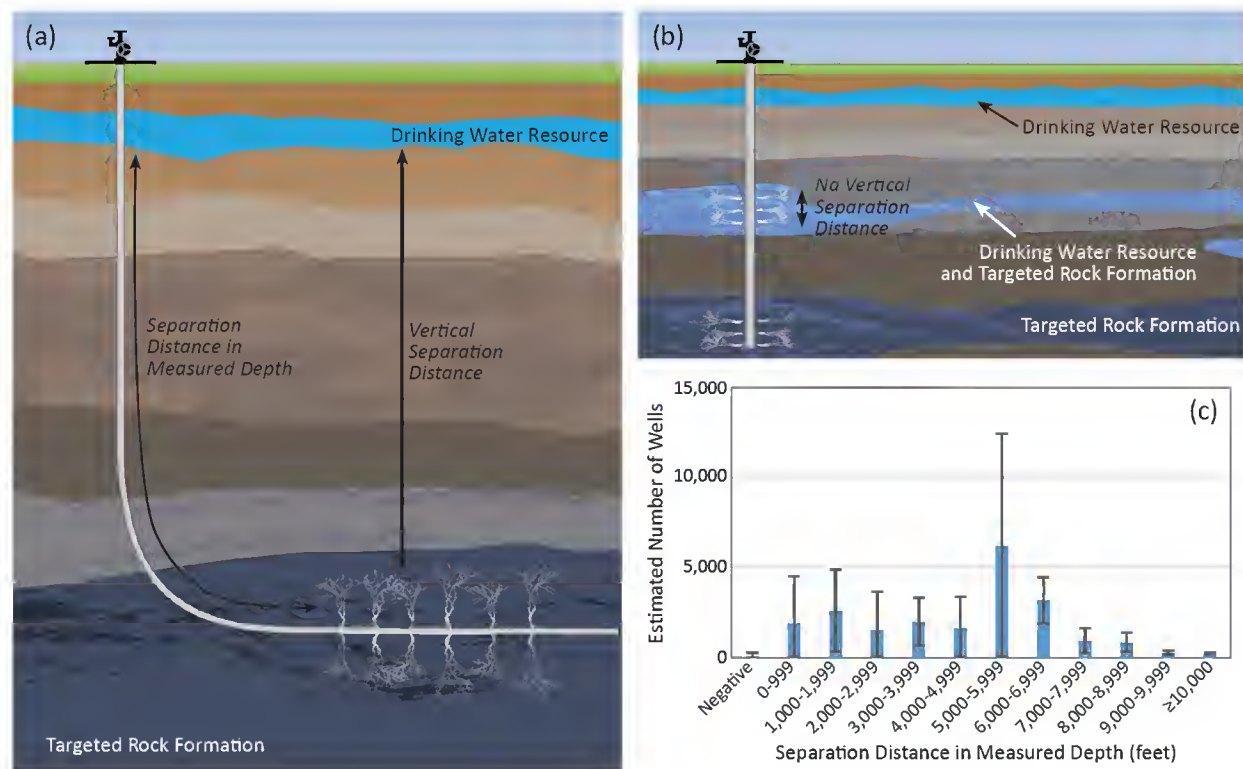 (a)
Drinking Water Resource
Separation
Distance in
Measured Depth
Vertical
Separation
Distance
Targeted Rock Formation
(b)
Drinking Water Resource
Na Vertical
Separation
Distance
Drinking Water Resource
and Targeted Rock Formation
Targeted Rock Formation
(c)
Estimated Number of Wells
15,000
10,000
5,000
0
Negative
0-999
1,000-1,999
2,000-2,999
3,000-3,999
4,000-4,999
5,000-5,999
6,000-6,999
7,000-7,999
8,000-8,999
9,000-9,999
≥10,000
Separation Distance in Measured Depth (feet)